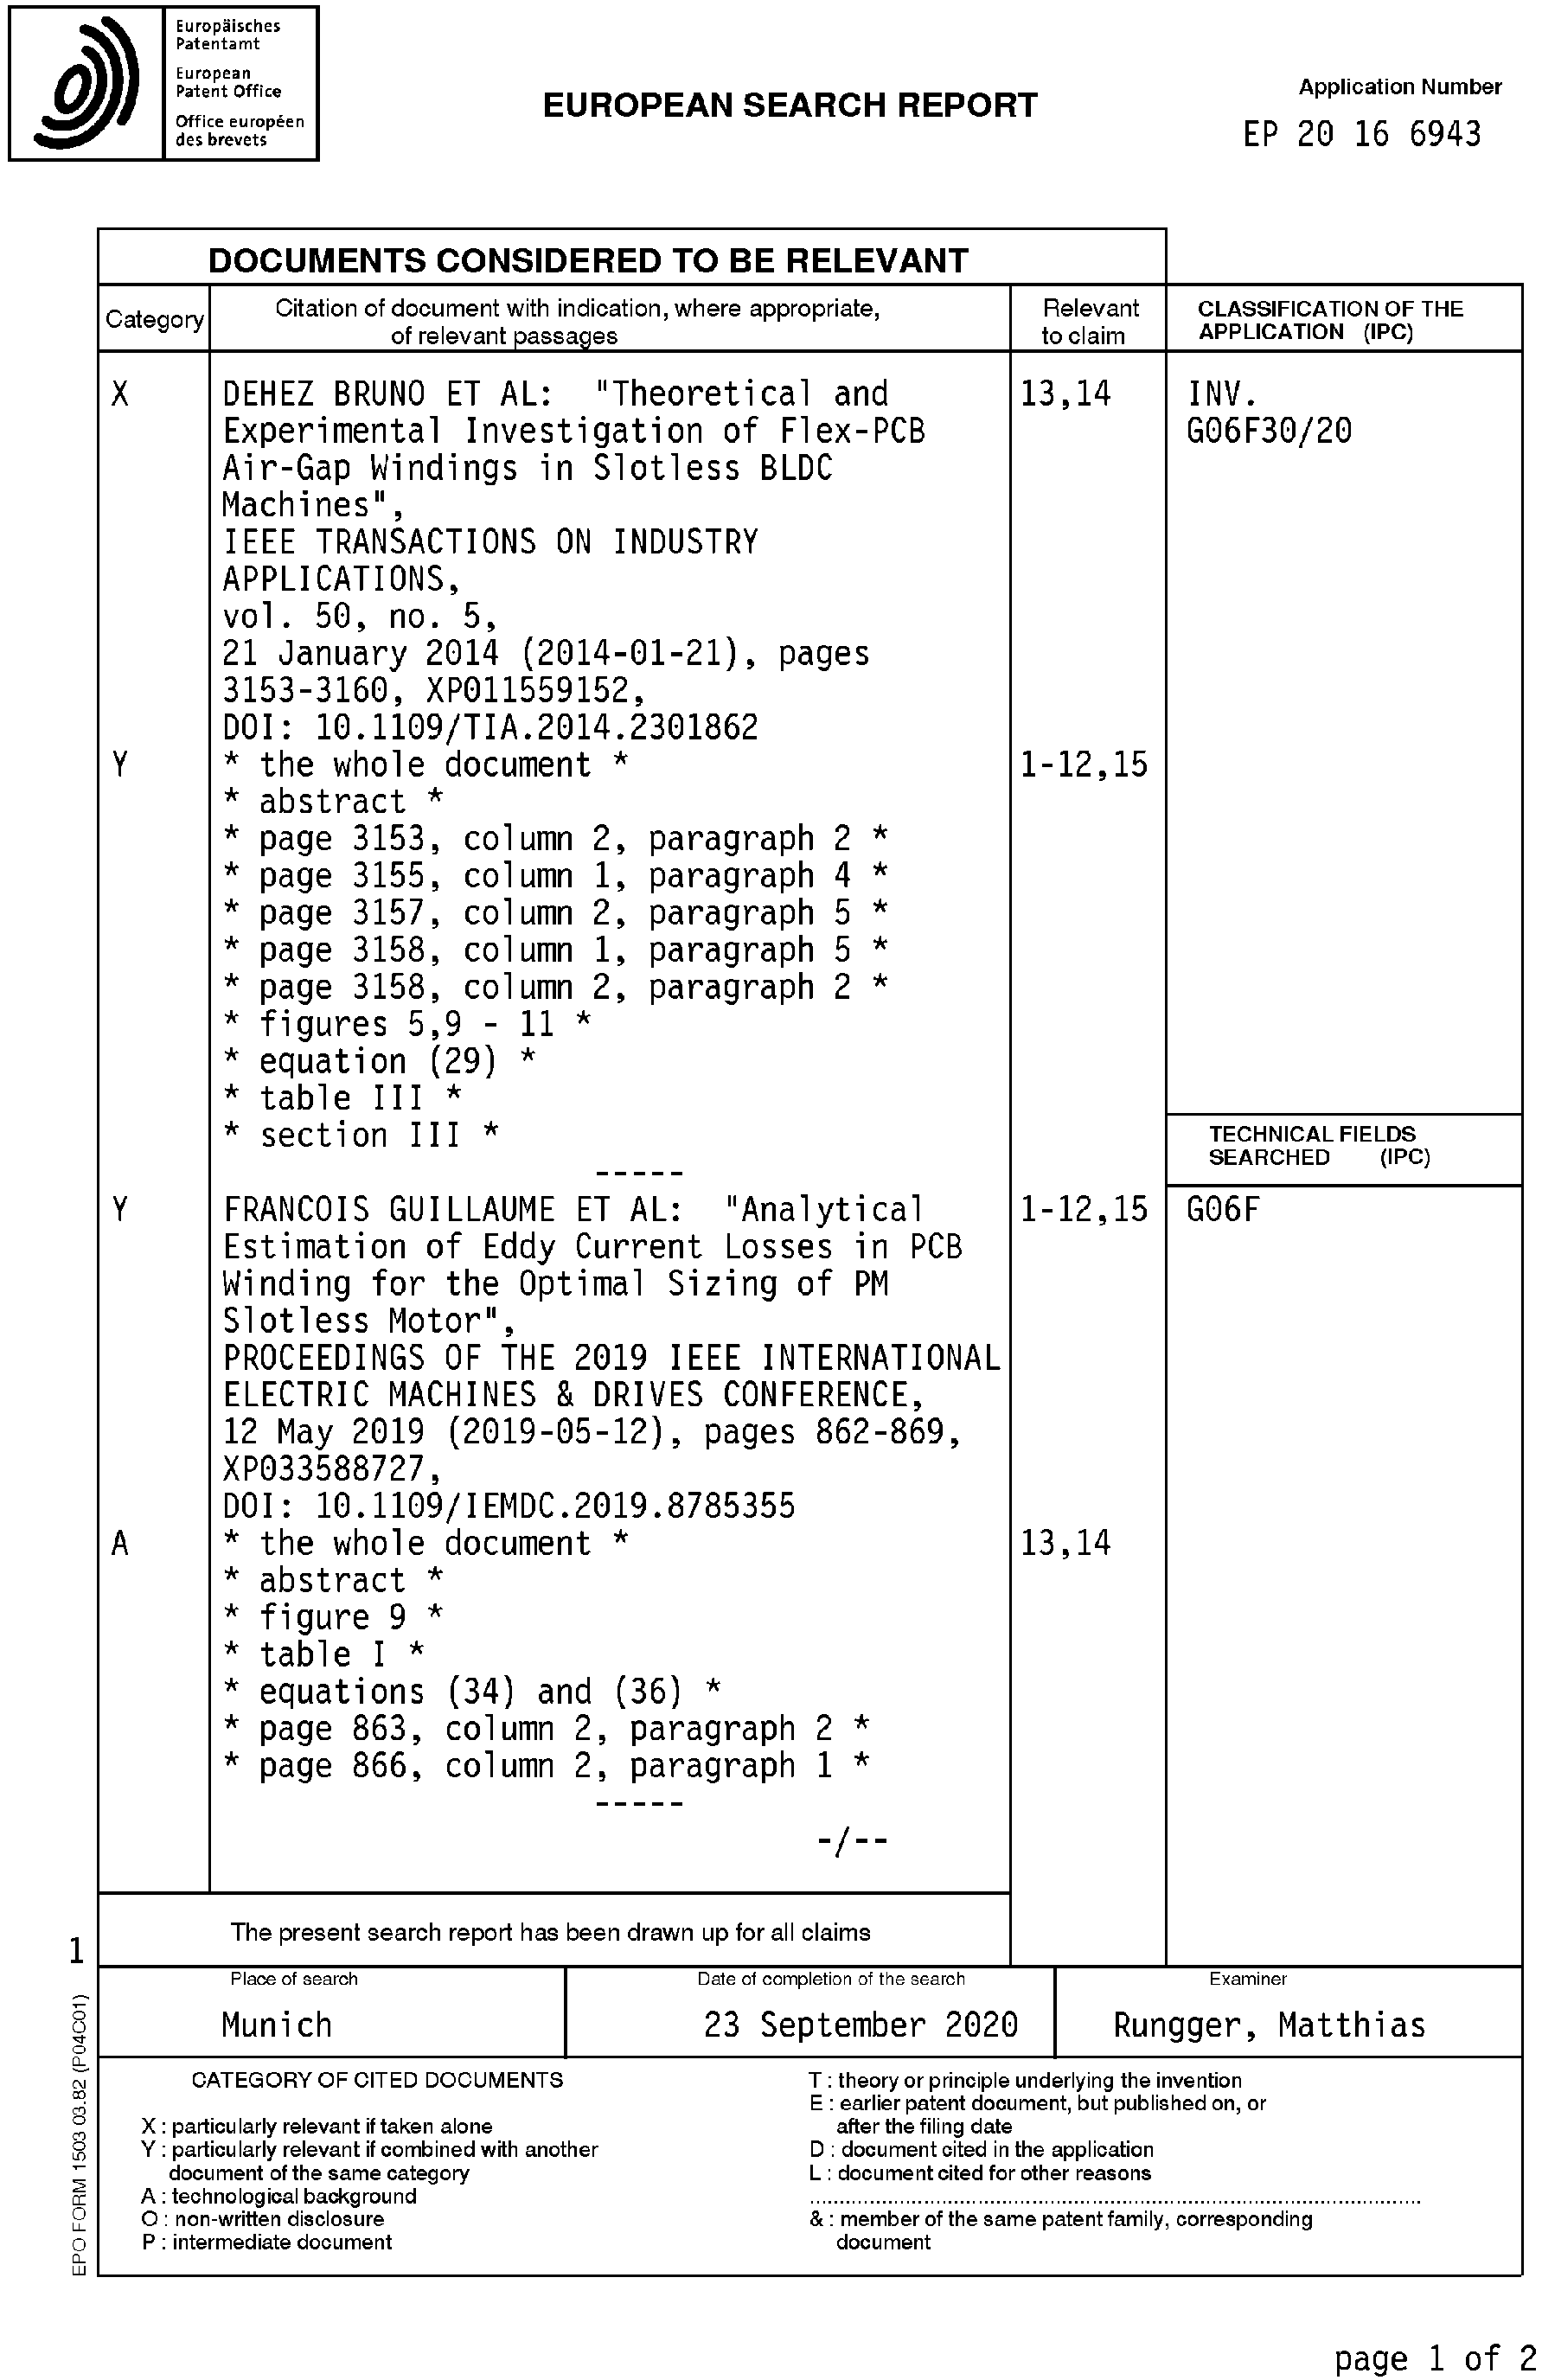 Europäisches
Patentamt
European
Patent Office
Office européen
des brevets
EUROPEAN SEARCH REPORT
Application Number
EP 20 16 6943
DOCUMENTS CONSIDERED TO BE RELEVANT
Category
Citation of document with indication, where appropriate,
of relevant passages
Relevant
to claim
CLASSIFICATION OF THE
APPLICATION (IPC)
X DEHEZ BRUNO ET AL: "Theoretical and 13,14 INV.
Experimental Investigation of Flex-PCB G06F30/20
Air-Gap Windings in Slotless BLDC
Machines",
IEEE TRANSACTIONS ON INDUSTRY
APPLICATIONS,
vol. 50, no. 5,
21 January 2014 (2014-01-21), pages
3153-3160, XP011559152,
DOI: 10.1109/TIA.2014.2301862
Y * the whole document * 1-12,15
* abstract *
* page 3153, column 2, paragraph 2 *
* page 3155, column 1, paragraph 4 *
* page 3157, column 2, paragraph 5 *
* page 3158, column 1, paragraph 5 *
* page 3158, column 2, paragraph 2 *
* figures 5,9 - 11 *
* equation (29) *
* table III *
* section III *
-----
TECHNICAL FIELDS
SEARCHED (IPC)
Y FRANCOIS GUILLAUME ET AL: "Analytical 1-12,15 G06F
Estimation of Eddy Current Losses in PCB
Winding for the Optimal Sizing of PM
Slotless Motor",
PROCEEDINGS OF THE 2019 IEEE INTERNATIONAL
ELECTRIC MACHINES & DRIVES CONFERENCE,
12 May 2019 (2019-05-12), pages 862-869,
XP033588727,
DOI: 10.1109/IEMDC.2019.8785355
A * the whole document * 13,14
* abstract *
* figure 9 *
* table I *
* equations (34) and (36) *
* page 863, column 2, paragraph 2 *
* page 866, column 2, paragraph 1 *
-----
-/--
The present search report has been drawn up for all claims
1
Place of search
Munich
Date of completion of the search
23 September 2020
Examiner
Rungger, Matthias
CATEGORY OF CITED DOCUMENTS
X : particularly relevant if taken alone
Y : particularly relevant if combined with another
document of the same category
A : technological background
O : non-written disclosure
P : intermediate document
T : theory or principle underlying the invention
E : earlier patent document, but published on, or
after the filing date
D : document cited in the application
L : document cited for other reasons
& : member of the same patent family, corresponding
document
EPO FORM 1503 03.82 (P04C01)
page 1 of 2